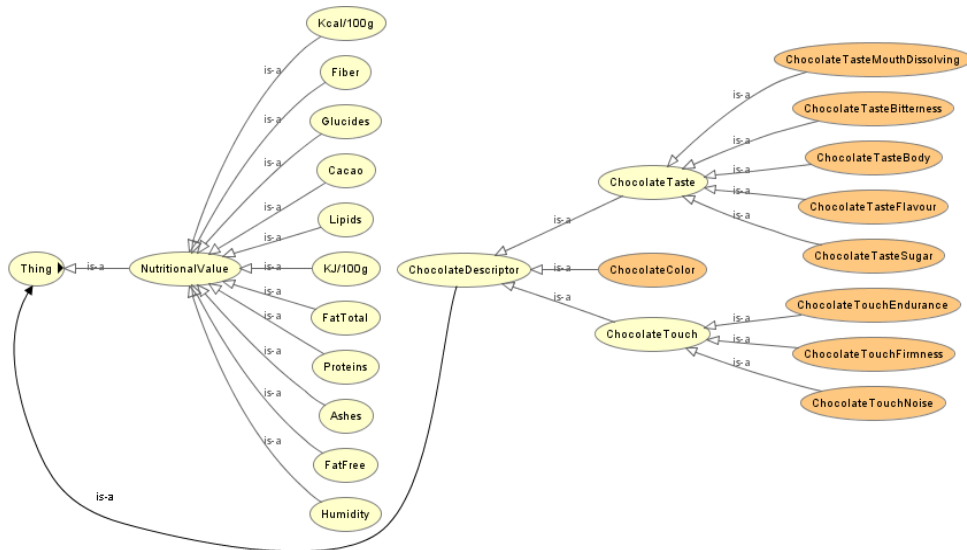 Kcal/100g
is-a
Fiber
is-a
Glucides
is-a
Cacao
is-a
Lipids
is-a
Thing
is-a
NutritionalValue
KJ/100g
is-a
FatTotal
is-a
Proteins
is-a
Ashes
is-a
FatFree
is-a
Humidity
is-a
is-a
ChocolateDescriptor
is-a
ChocolateColor
is-a
is-a
ChocolateTaste
is-a
ChocolateTasteMouthDissolving
is-a
ChocolateTasteBitterness
is-a
ChocolateTasteBody
is-a
ChocolateTasteFlavour
is-a
ChocolateTasteSugar
ChocolateTouch
is-a
ChocolateTouchEndurance
is-a
ChocolateTouchFirmness
is-a
ChocolateTouchNoise